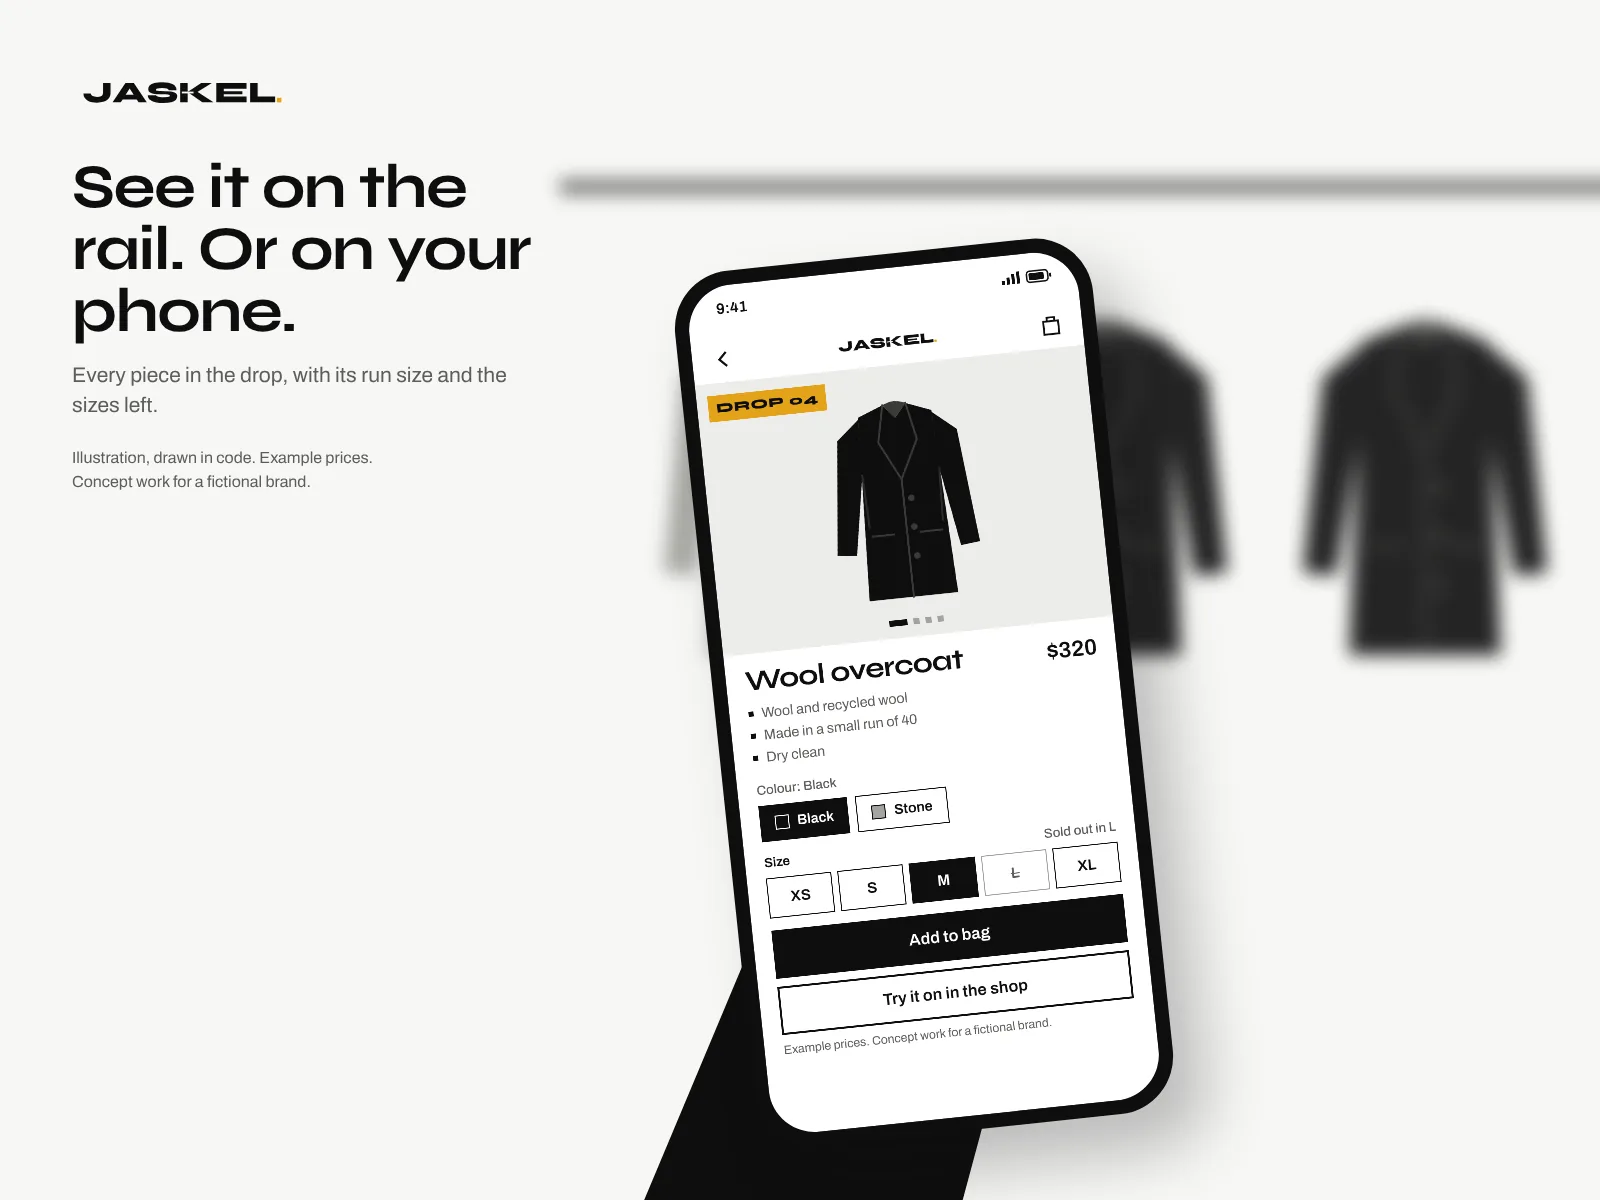 JASKEL.
See it on the
rail. Or on your
phone.
Every piece in the drop, with its run size and the
sizes left.
Illustration, drawn in code. Example prices.
Concept work for a fictional brand.
9:41
JASKEL.
DROP 04
Wool overcoat
$320
Wool and recycled wool
Made in a small run of 40
Dry clean
Colour: Black
Black
Stone
Size
Sold out in L
XS
S
M
L
XL
Add to bag
Try it on in the shop
Example prices. Concept work for a fictional brand.